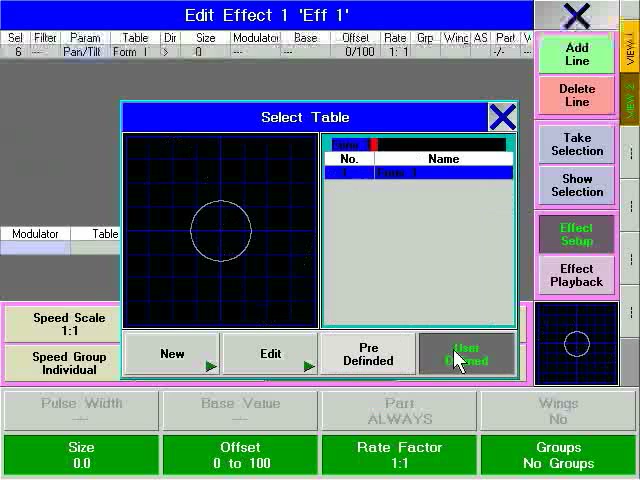 Edit Effect 1 'Eff 1'
Sel Filter Param Table Dir Size Modulator Base Offset Rate Grp Wing AS Part
6 --- Pan/Tilt Form 1 > 0 --- --- 0/100 1: 1 --- --- --- -/-
VIEW 1
VIEW 2
Add Line
Delete Line
Take Selection
Show Selection
Effect Setup
Effect Playback
Select Table
Form 1
No. Name
1 Form 1
Modulator Table
New
Edit
Pre Definded
User
Speed Scale
1:1
Speed Group
Individual
Pulse Width
---
Base Value
---
Part
ALWAYS
Wings
No
Size
0.0
Offset
0 to 100
Rate Factor
1:1
Groups
No Groups